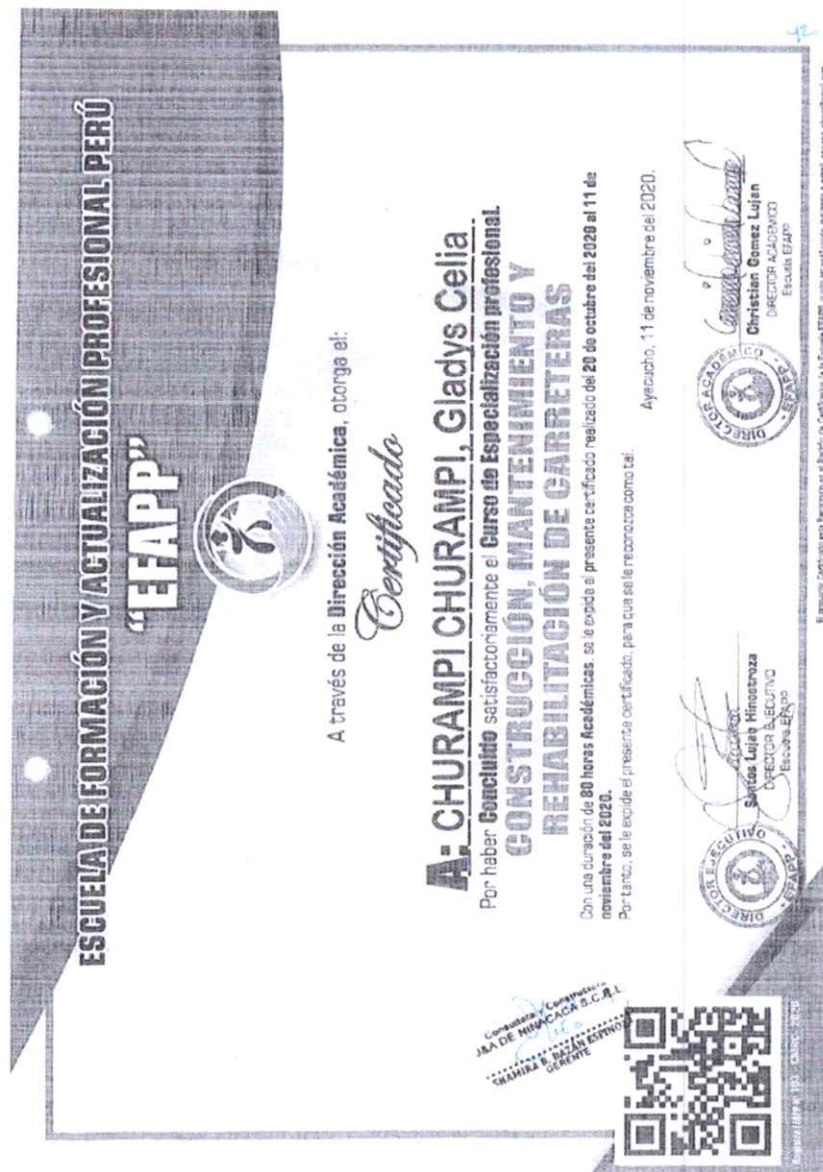 ESCUELA DE FORMACIÓN Y ACTUALIZACIÓN PROFESIONAL PERÚ
"EFAPP"
A través de la Dirección Académica, otorga el:
Certificado
A: CHURAMPI CHURAMPI, Gladys Celia
Por haber Concluido satisfactoriamente el Curso de Especialización profesional.
CONSTRUCCIÓN, MANTENIMIENTO Y
REHABILITACIÓN DE CARRETERAS
Con una duración de 80 horas Académicas, se le expide el presente certificado realizado del 20 de octubre del 2020 al 11 de
noviembre del 2020.
Por tanto, se le expide el presente certificado, para que se le reconozca como tal.
Ayacucho, 11 de noviembre del 2020.
Consultora y Constructora
J&A DE NINACACA S.C.R.L
SHAMIRA B. BAZÁN ESPINOZA
GERENTE
DIRECTOR EJECUTIVO
- EFAPP -
Santos Lujan Hinostroza
DIRECTOR EJECUTIVO
Escuela EFAPP
DIRECTOR ACADÉMICO
- EFAPP -
Christian Gomez Lujan
DIRECTOR ACADÉMICO
Escuela EFAPP
42